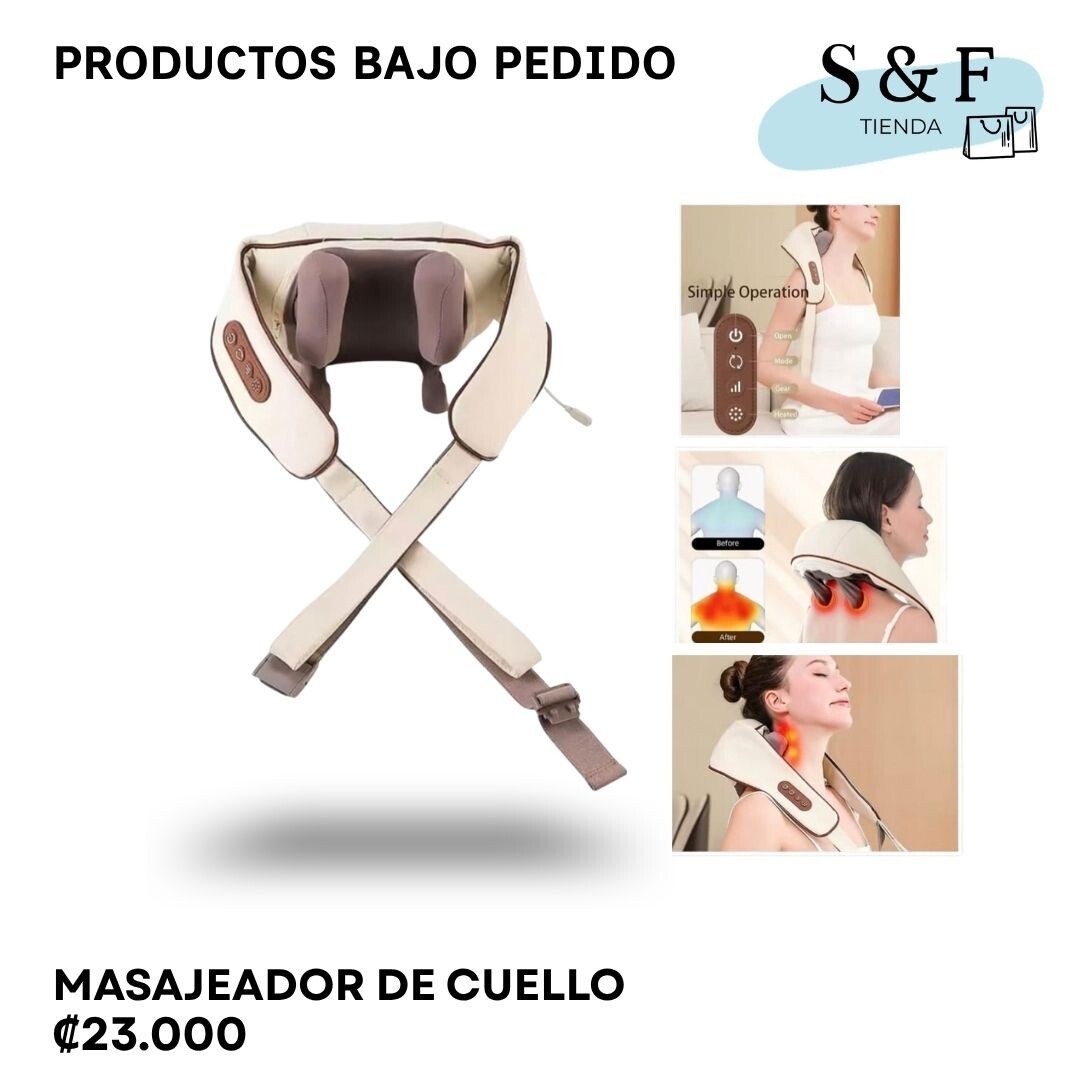 PRODUCTOS BAJO PEDIDO
S & F
TIENDA
Simple Operation
Open
Mode
Gear
Heated
Before
After
MASAJEADOR DE CUELLO
₡23.000